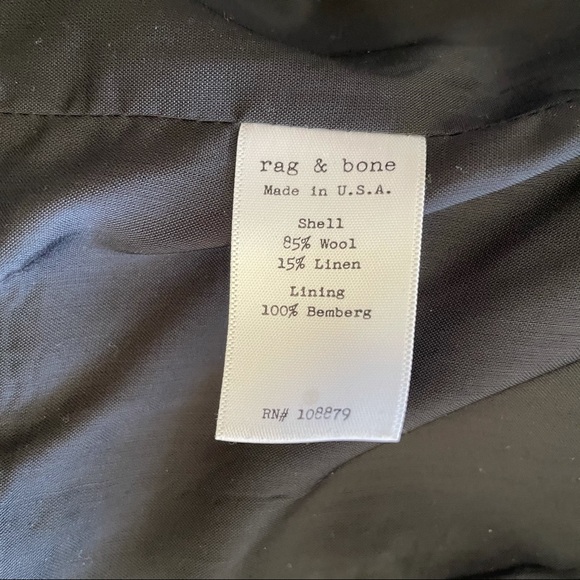 rag & bone
Made in U.S.A.
Shell
85% Wool
15% Linen
Lining
100% Bemberg
RN# 108879